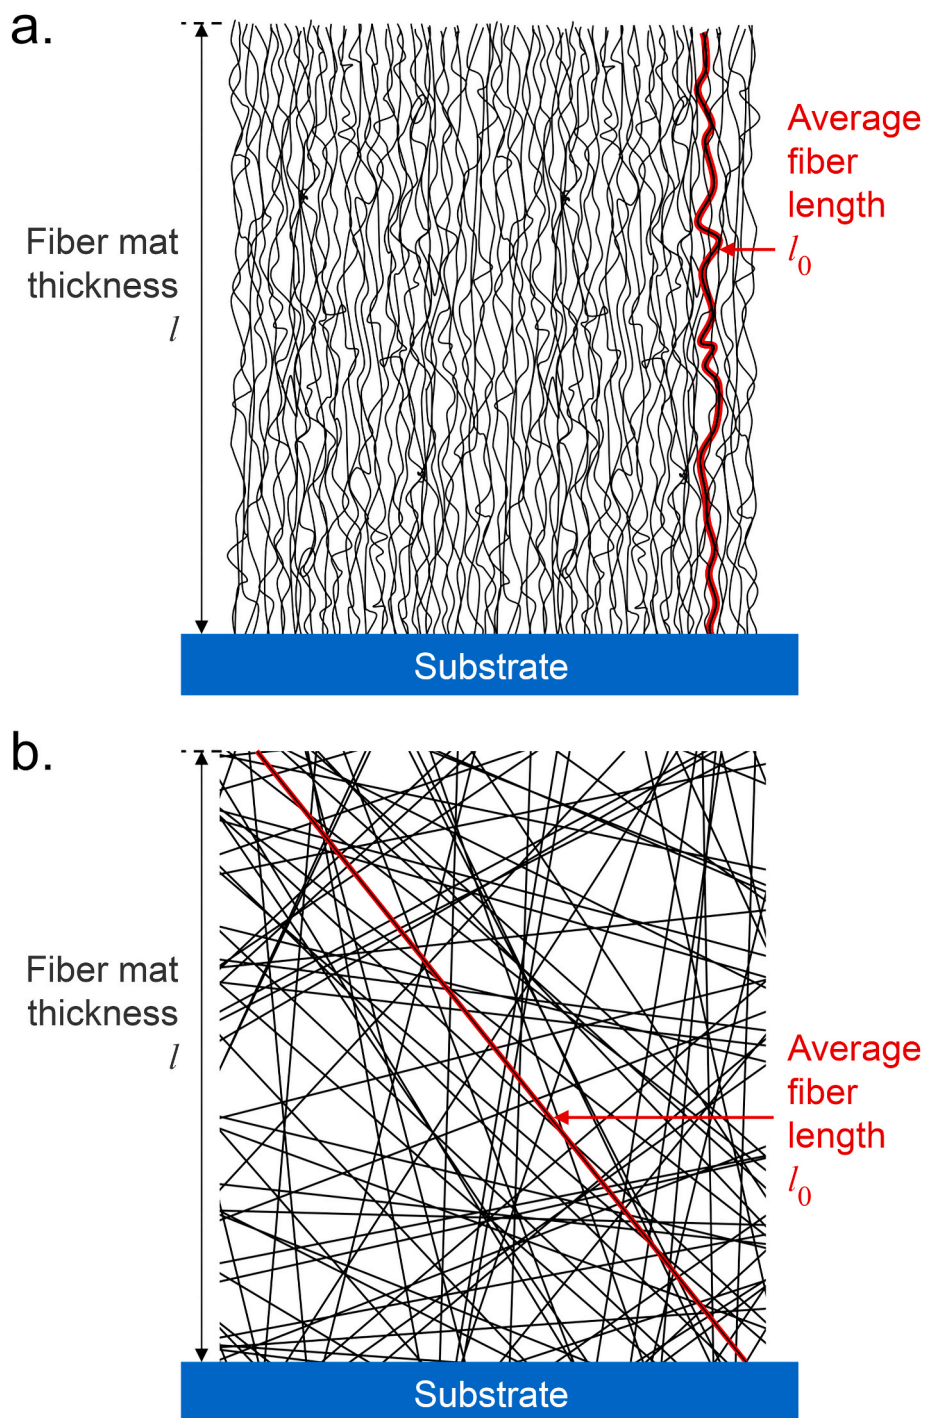 a.
Fiber mat
thickness
l
Average
fiber
length
l0
Substrate
b.
Fiber mat
thickness
l
Average
fiber
length
l0
Substrate